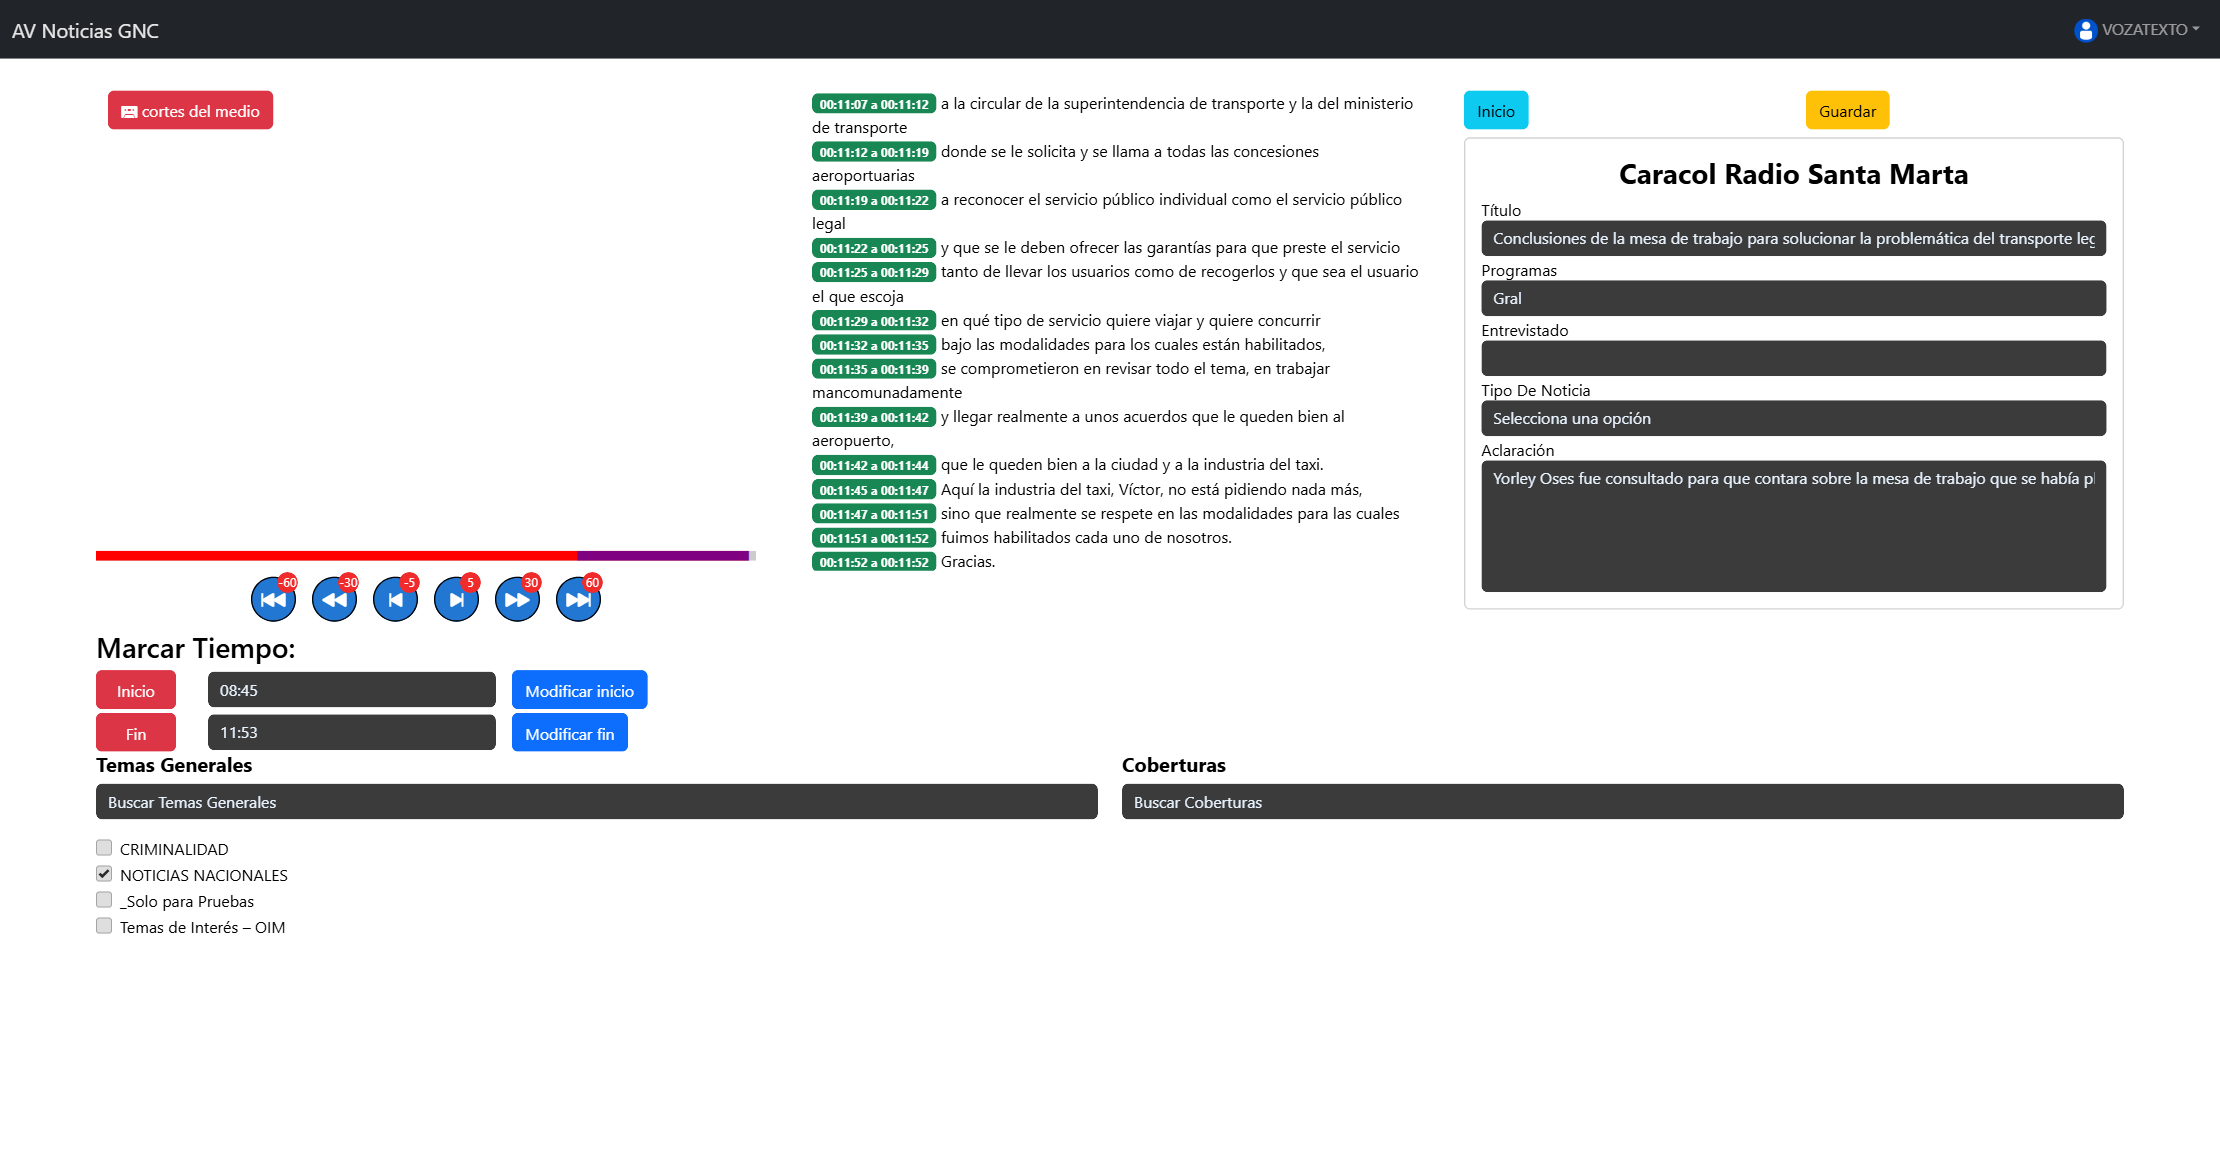 AV Noticias GNC
VOZATEXTO
cortes del medio
-60
-30
-5
5
30
60
Marcar Tiempo:
Inicio
08:45
Modificar inicio
Fin
11:53
Modificar fin
00:11:07 a 00:11:12 a la circular de la superintendencia de transporte y la del ministerio
de transporte
00:11:12 a 00:11:19 donde se le solicita y se llama a todas las concesiones
aeroportuarias
00:11:19 a 00:11:22 a reconocer el servicio público individual como el servicio público
legal
00:11:22 a 00:11:25 y que se le deben ofrecer las garantías para que preste el servicio
00:11:25 a 00:11:29 tanto de llevar los usuarios como de recogerlos y que sea el usuario
el que escoja
00:11:29 a 00:11:32 en qué tipo de servicio quiere viajar y quiere concurrir
00:11:32 a 00:11:35 bajo las modalidades para los cuales están habilitados,
00:11:35 a 00:11:39 se comprometieron en revisar todo el tema, en trabajar
mancomunadamente
00:11:39 a 00:11:42 y llegar realmente a unos acuerdos que le queden bien al
aeropuerto,
00:11:42 a 00:11:44 que le queden bien a la ciudad y a la industria del taxi.
00:11:45 a 00:11:47 Aquí la industria del taxi, Víctor, no está pidiendo nada más,
00:11:47 a 00:11:51 sino que realmente se respete en las modalidades para las cuales
00:11:51 a 00:11:52 fuimos habilitados cada uno de nosotros.
00:11:52 a 00:11:52 Gracias.
Inicio
Guardar
Caracol Radio Santa Marta
Título
Conclusiones de la mesa de trabajo para solucionar la problemática del transporte leg
Programas
Gral
Entrevistado
Tipo De Noticia
Selecciona una opción
Aclaración
Yorley Oses fue consultado para que contara sobre la mesa de trabajo que se había pl
Temas Generales
Buscar Temas Generales
CRIMINALIDAD
NOTICIAS NACIONALES
_Solo para Pruebas
Temas de Interés – OIM
Coberturas
Buscar Coberturas